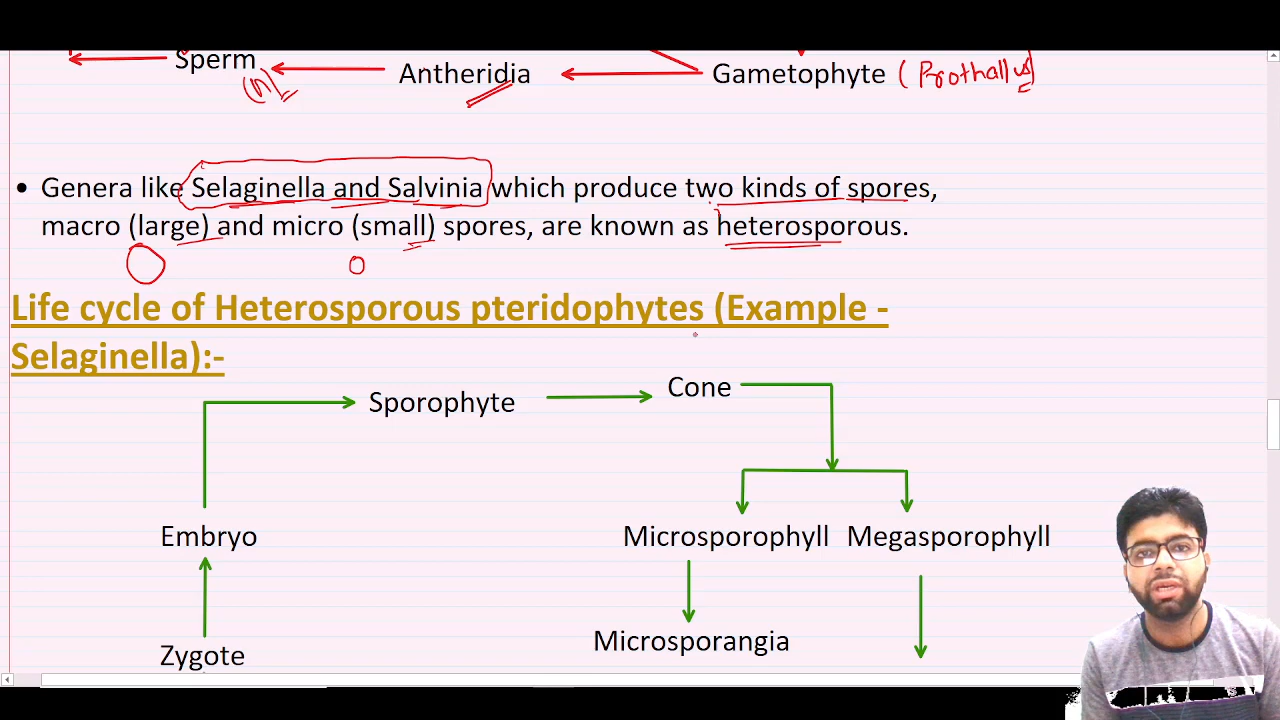 Sperm
(n)
Antheridia
Gametophyte (Prothallus)
• Genera like Selaginella and Salvinia which produce two kinds of spores,
macro (large) and micro (small) spores, are known as heterosporous.
Life cycle of Heterosporous pteridophytes (Example -
Selaginella):-
Sporophyte
Cone
Embryo
Microsporophyll
Megasporophyll
Microsporangia
Zygote